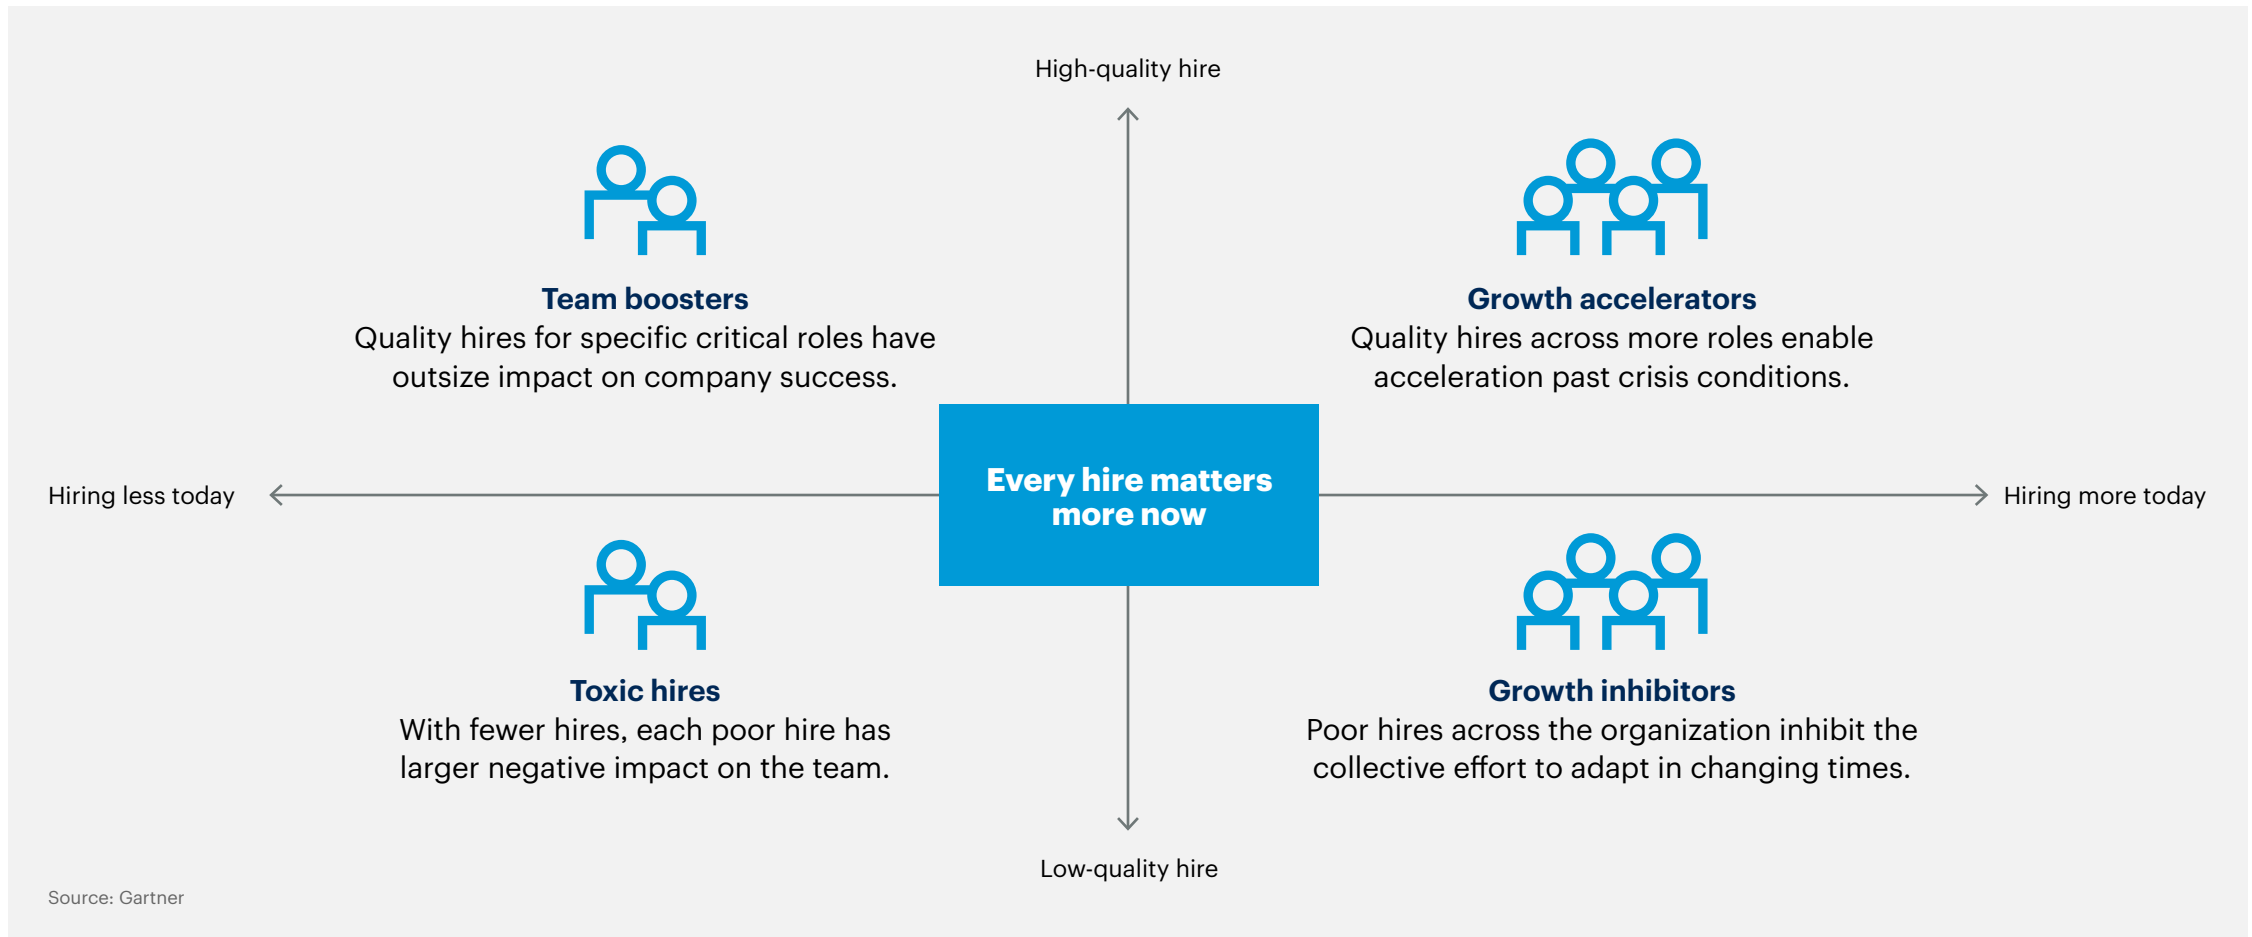 High-quality hire
Team boosters
Quality hires for specific critical roles have
outsize impact on company success.
Growth accelerators
Quality hires across more roles enable
acceleration past crisis conditions.
Hiring less today
Every hire matters
more now
Hiring more today
Toxic hires
With fewer hires, each poor hire has
larger negative impact on the team.
Growth inhibitors
Poor hires across the organization inhibit the
collective effort to adapt in changing times.
Low-quality hire
Source: Gartner